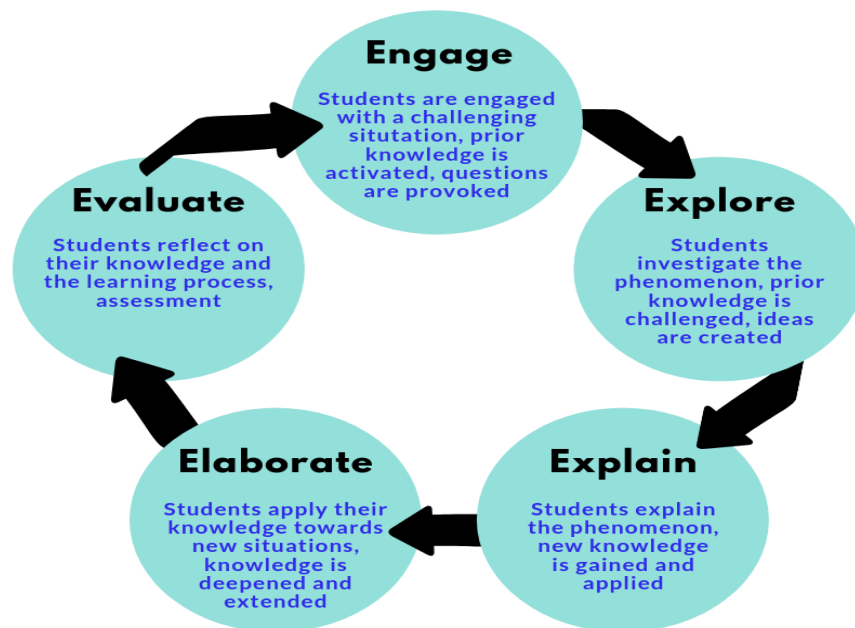 Engage
Students are engaged
with a challenging
situtation, prior
knowledge is
activated, questions
are provoked
Explore
Students
investigate the
phenomenon, prior
knowledge is
challenged, ideas
are created
Explain
Students explain
the phenomenon,
new knowledge
is gained and
applied
Elaborate
Students apply their
knowledge towards
new situations,
knowledge is
deepened and
extended
Evaluate
Students reflect on
their knowledge and
the learning process,
assessment